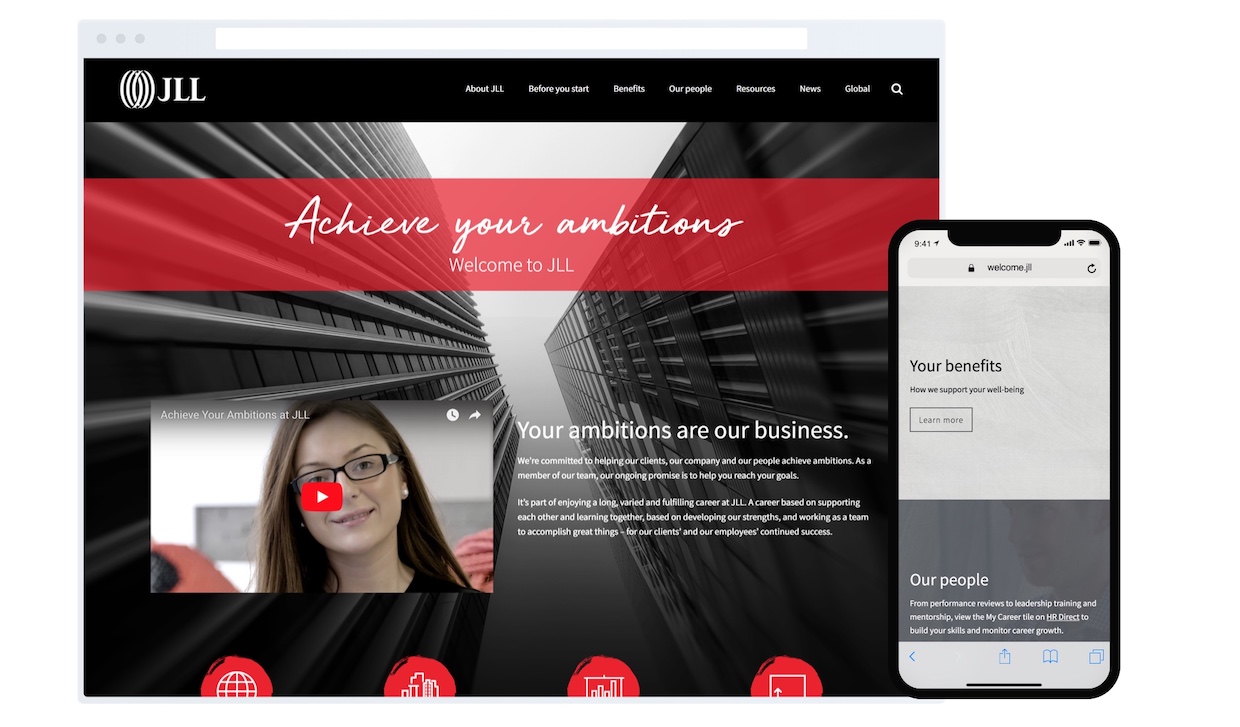 JLL
About JLL
Before you start
Benefits
Our people
Resources
News
Global
Achieve your ambitions
Welcome to JLL
Achieve Your Ambitions at JLL
Your ambitions are our business.
We're committed to helping our clients, our company and our people achieve ambitions. As a
member of our team, our ongoing promise is to help you reach your goals.
It's part of enjoying a long, varied and fulfilling career at JLL. A career based on supporting
each other and learning together, based on developing our strengths, and working as a team
to accomplish great things – for our clients' and our employees' continued success.
9:41
welcome.jll
Your benefits
How we support your well-being
Learn more
Our people
From performance reviews to leadership training and
mentorship, view the My Career tile on HR Direct to
build your skills and monitor career growth.